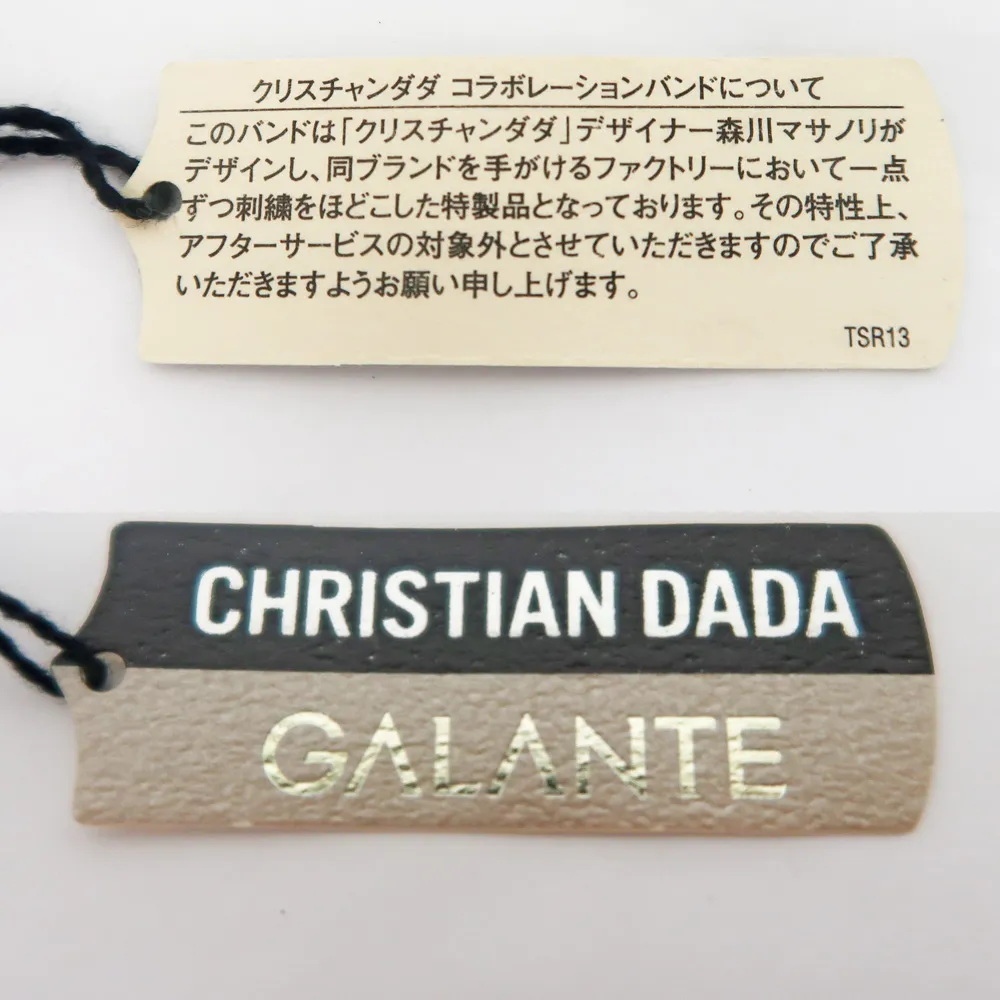 クリスチャンダダ コラボレーションバンドについて
このバンドは「クリスチャンダダ」デザイナー森川マサノリが
デザインし、同ブランドを手がけるファクトリーにおいて一点
ずつ刺繍をほどこした特製品となっております。その特性上、
アフターサービスの対象外とさせていただきますのでご了承
いただきますようお願い申し上げます。
TSR13
CHRISTIAN DADA
GALANTE